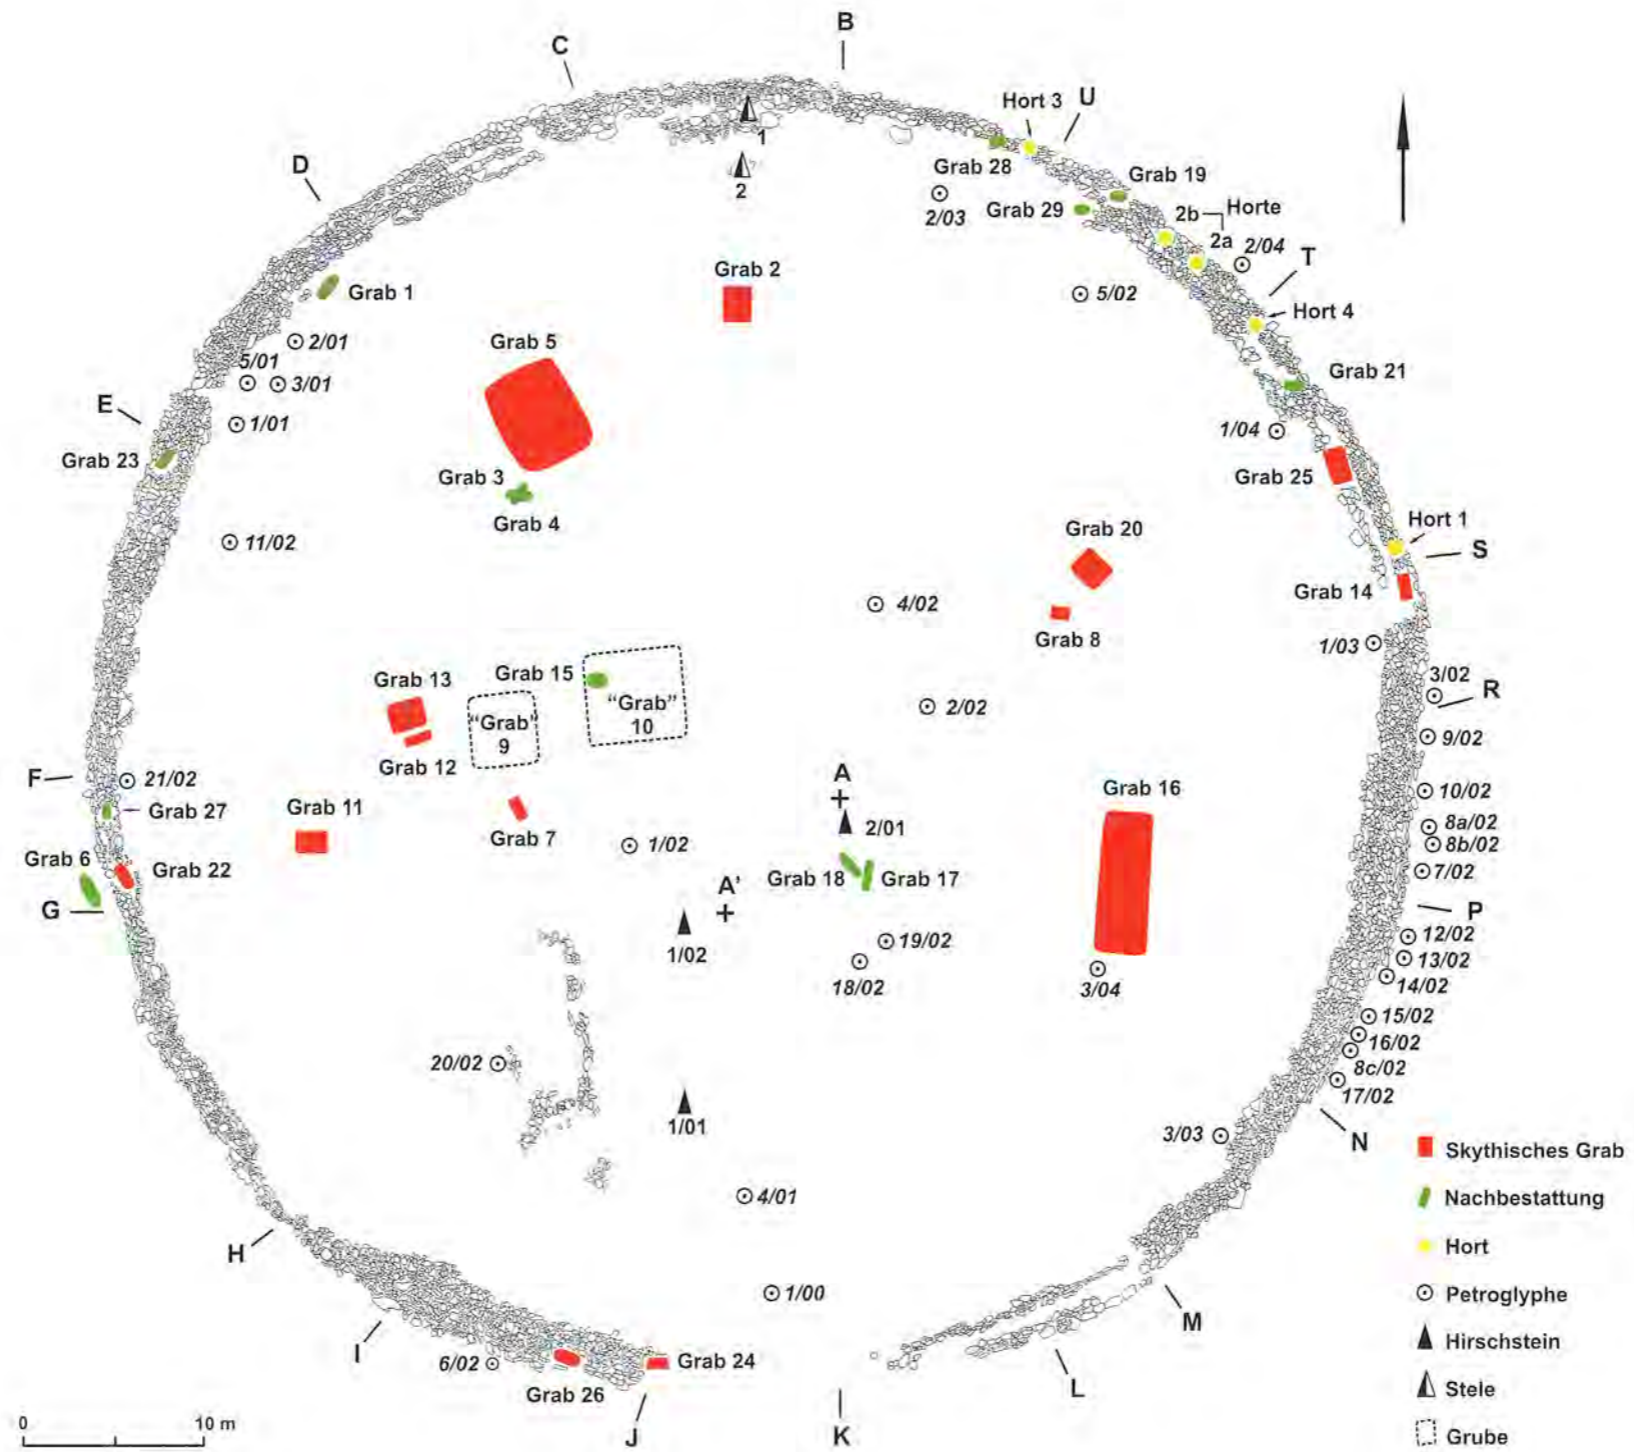 B
C
Hort 3
U
1
D
Grab 28
Grab 19
2
2/03
Grab 29
2b
Horte
2a
2/04
T
Grab 2
Grab 1
5/02
Hort 4
2/01
Grab 5
5/01
3/01
Grab 21
E
1/01
1/04
Grab 23
Grab 3
Grab 25
Grab 4
Hort 1
Grab 20
11/02
S
Grab 14
4/02
Grab 8
1/03
Grab 13
Grab 15
3/02
R
"Grab"
10
2/02
"Grab"
9
9/02
Grab 12
F
21/02
A
Grab 16
10/02
Grab 27
Grab 11
Grab 7
2/01
8a/02
1/02
8b/02
Grab 6
Grab 22
Grab 18
Grab 17
7/02
A'
G
P
1/02
19/02
12/02
13/02
18/02
3/04
14/02
15/02
16/02
20/02
8c/02
17/02
1/01
3/03
N
Skythisches Grab
4/01
Nachbestattung
H
Hort
1/00
Petroglyphe
M
Hirschstein
I
6/02
Grab 24
L
Stele
Grab 26
0
10 m
J
K
Grube